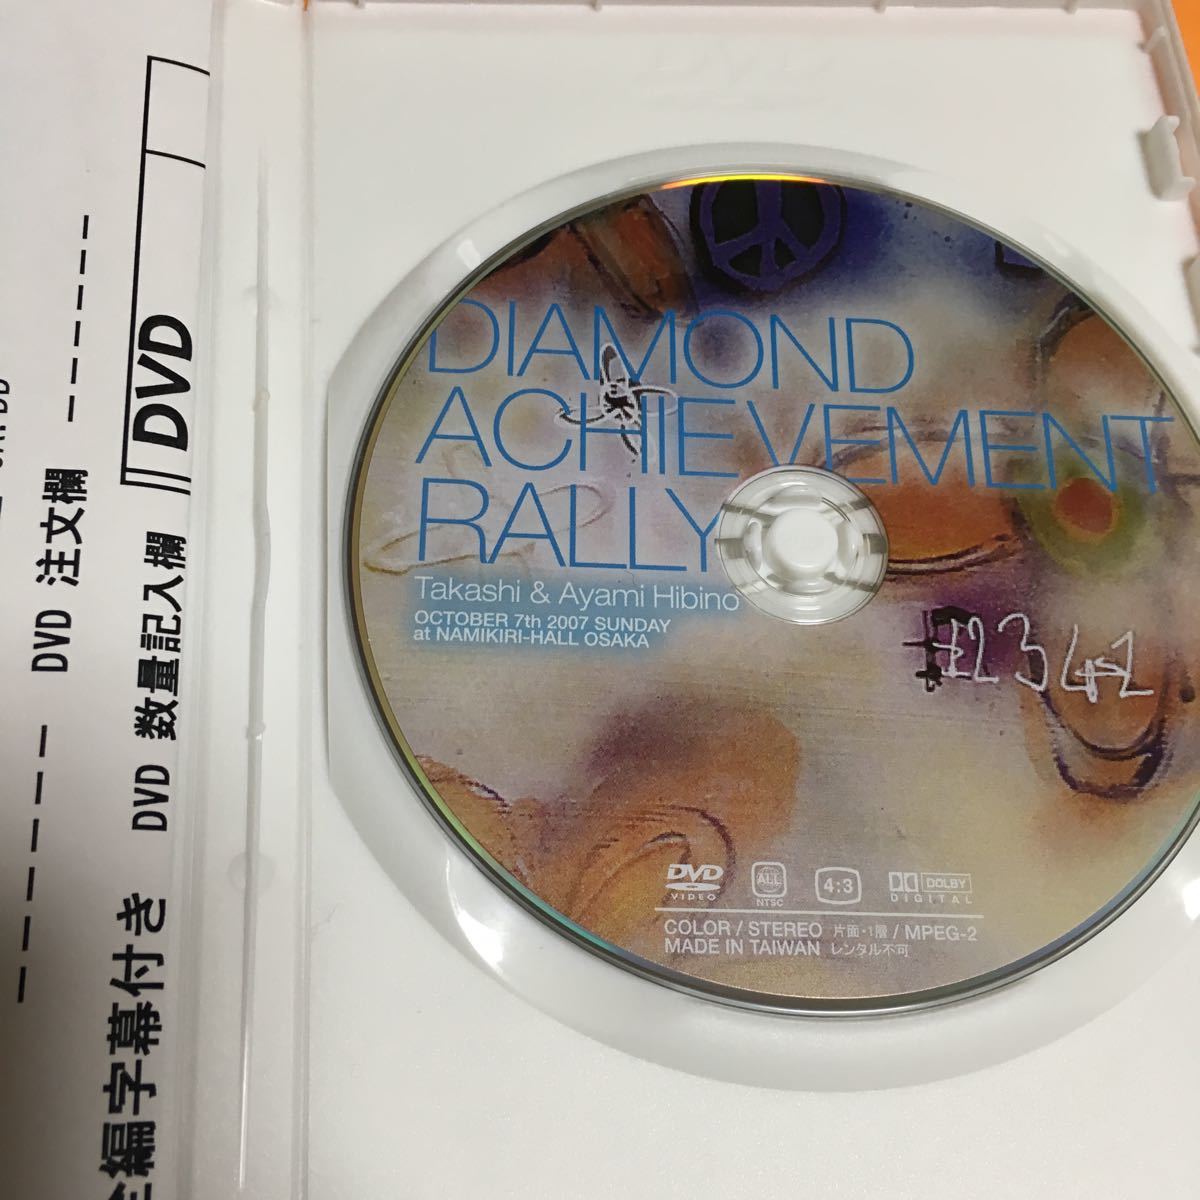 DIAMOND
ACHIEVEMENT
RALLY
Takashi & Ayami Hibino
OCTOBER 7th 2007 SUNDAY
at NAMIKIRI-HALL OSAKA
DVD
VIDEO
ALL
NTSC
4:3
DOLBY
DIGITAL
COLOR / STEREO 片面・1層 / MPEG-2
MADE IN TAIWAN レンタル不可
DVD
------ DVD 注文欄 ------
DVD 数量記入欄
編字幕付き